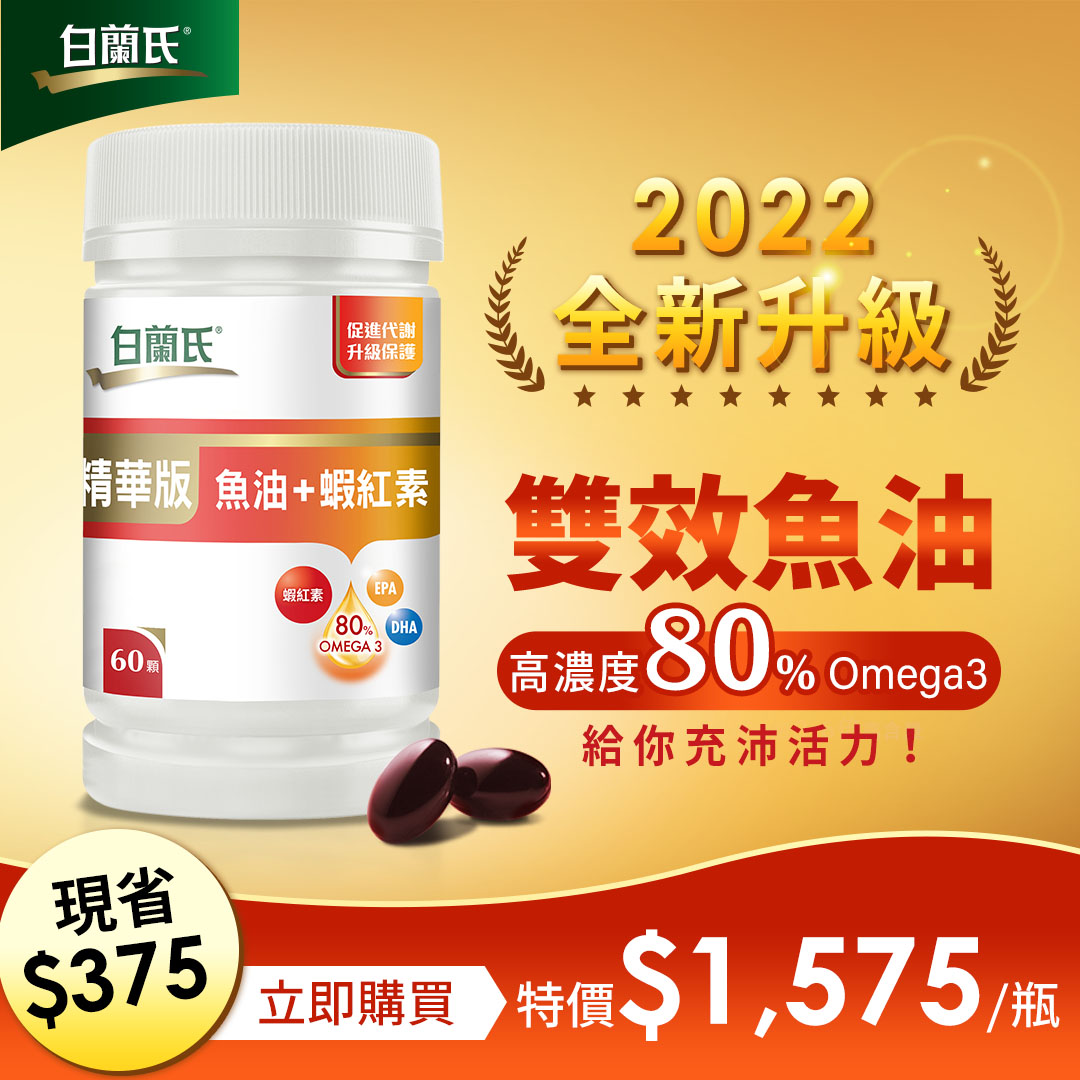 白蘭氏®
2022
全新升級
白蘭氏®
促進代謝
升級保護
精華版 魚油+蝦紅素
蝦紅素
EPA
DHA
80%
OMEGA 3
60顆
雙效魚油
高濃度80% Omega3
給你充沛活力！
現省
$375
立即購買
特價$1,575/瓶